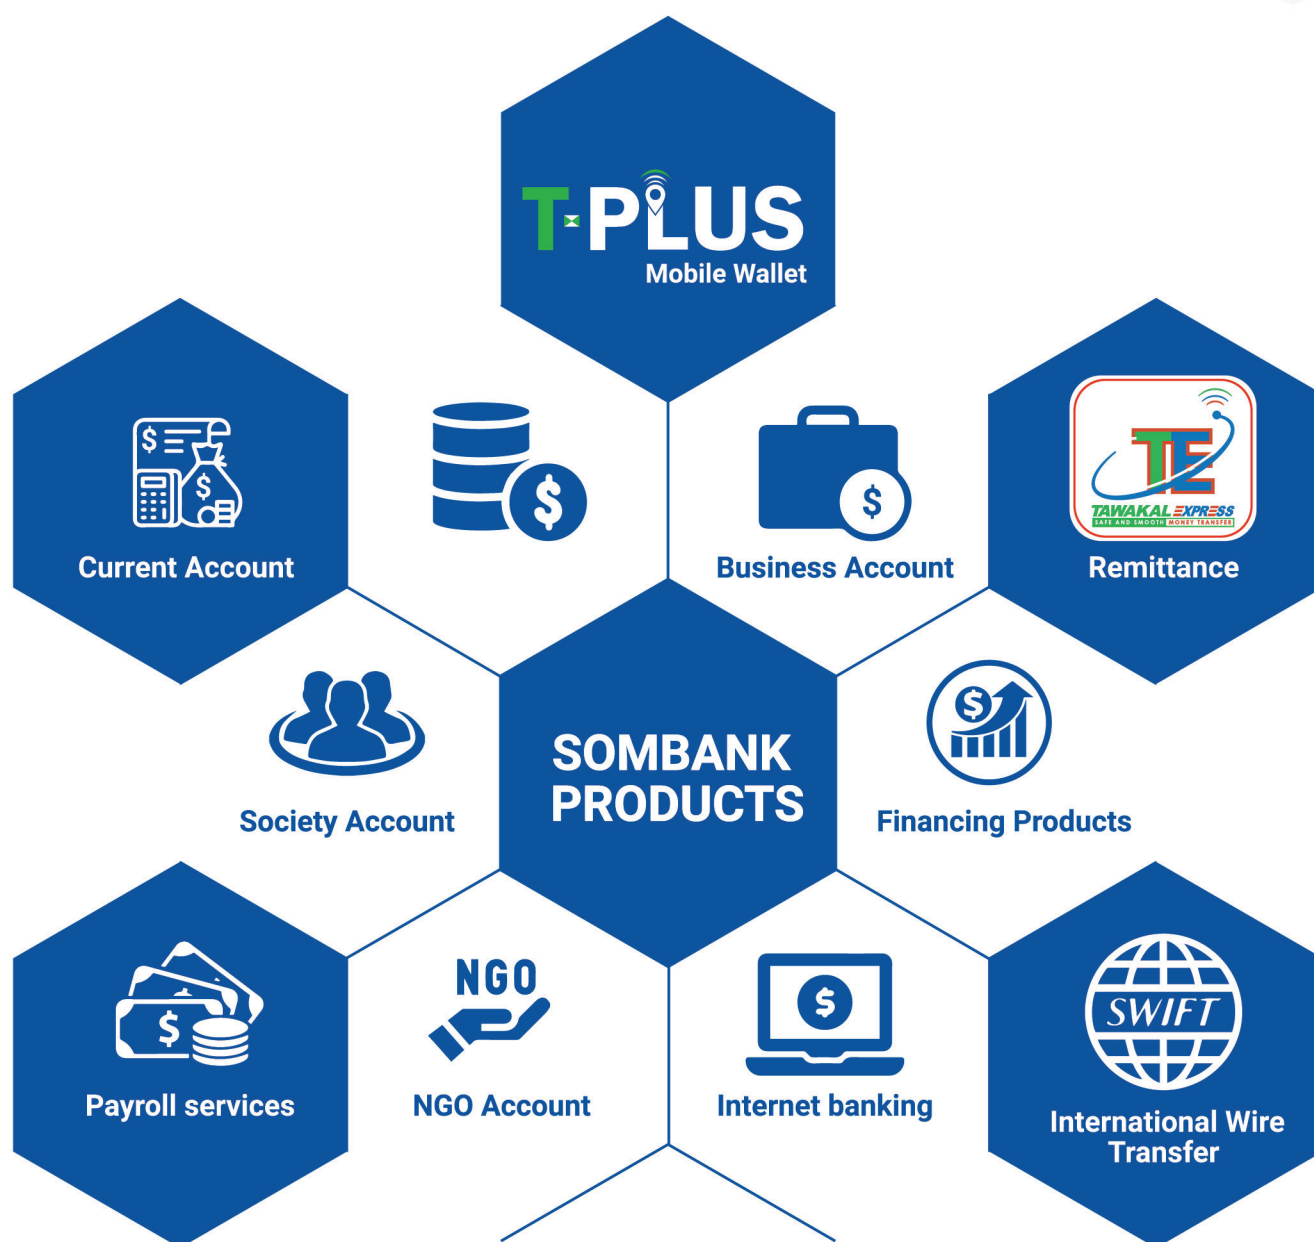 T-PLUS
Mobile Wallet
$
$
Current Account
$
$
Business Account
TE
TAWAKAL EXPRESS
SAFE AND SMOOTH MONEY TRANSFER
Remittance
Society Account
SOMBANK
PRODUCTS
$
Financing Products
$
Payroll services
NGO
NGO Account
$
Internet banking
SWIFT
International Wire
Transfer